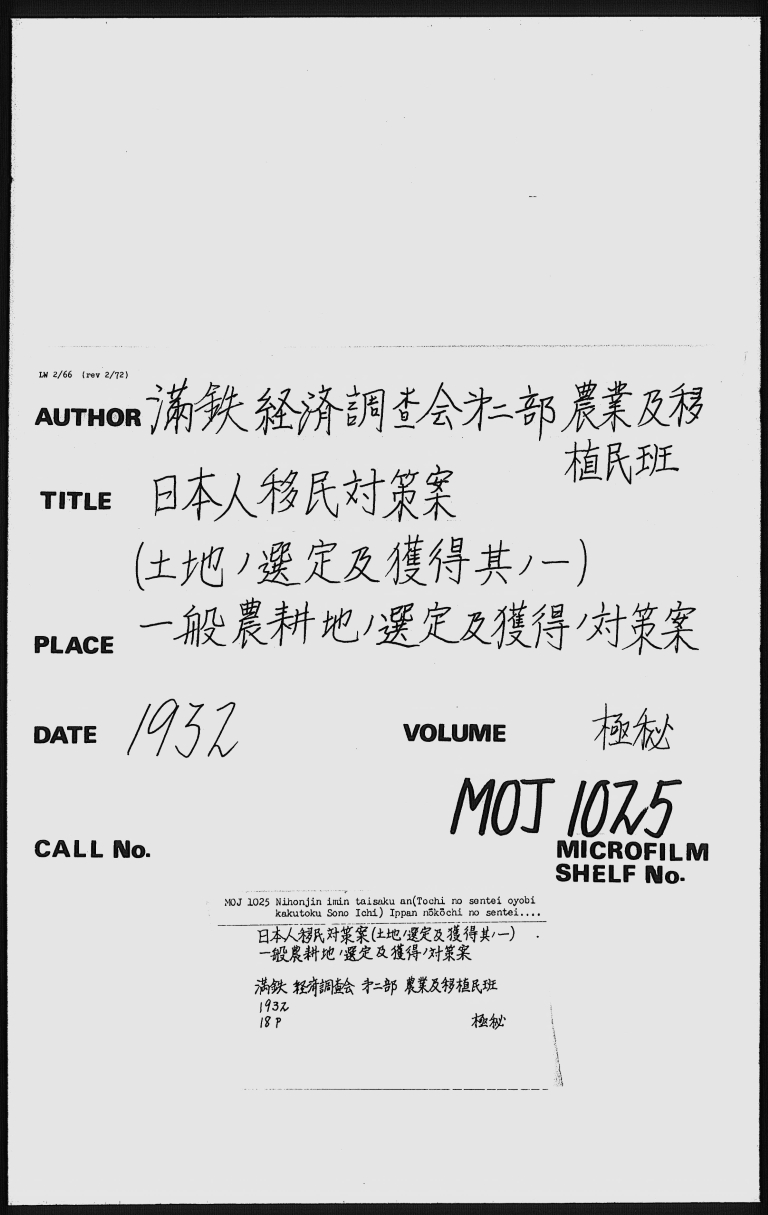 LW 2/66 (rev 2/72)
AUTHOR 満鉄経済調査会才二部 農業及移
植民班
TITLE 日本人移民対策案
(土地ノ選定及獲得其ノ一)
一般農耕地ノ選定及獲得ノ対策案
PLACE
DATE 1932 VOLUME 極秘
MOJ 1025
CALL No. MICROFILM
SHELF No.
MOJ 1025 Nihonjin imin taisaku an(Tochi no sentei oyobi
kakutoku Sono Ichi) Ippan nōkōchi no sentei....
日本人移民対策案(土地ノ選定及獲得其ノ一)
一般農耕地ノ選定及獲得ノ対策案
満鉄 経済調査会 才二部 農業及移植民班
1932
18 P 極秘